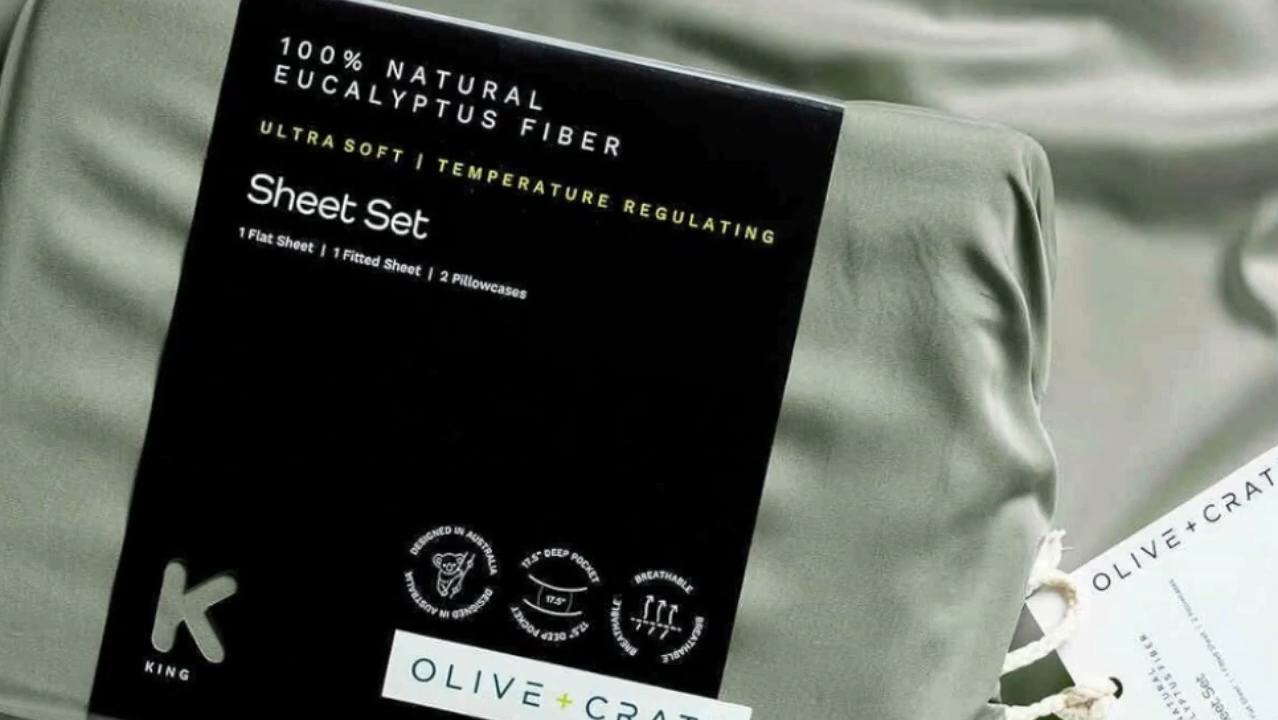 100% NATURAL
EUCALYPTUS FIBER
ULTRA SOFT | TEMPERATURE REGULATING
Sheet Set
1 Flat Sheet | 1 Fitted Sheet | 2 Pillowcases
DESIGNED IN AUSTRALIA
DESIGNED IN AUSTRALIA
17.5" DEEP POCKET
17.5"
17.5" DEEP POCKET
BREATHABLE
BREATHABLE
BREATHABLE
K
KING
OLIVE + CRAT
OLIVE + CRAT